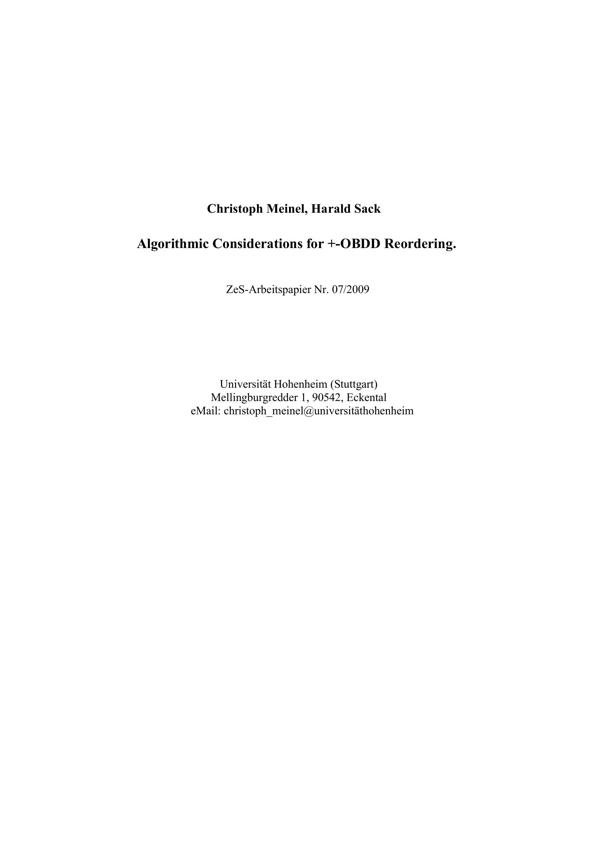 Christoph Meinel, Harald Sack
Algorithmic Considerations for +-OBDD Reordering.
ZeS-Arbeitspapier Nr. 07/2009
Universität Hohenheim (Stuttgart)
Mellingburgredder 1, 90542, Eckental
eMail: christoph_meinel@universitäthohenheim